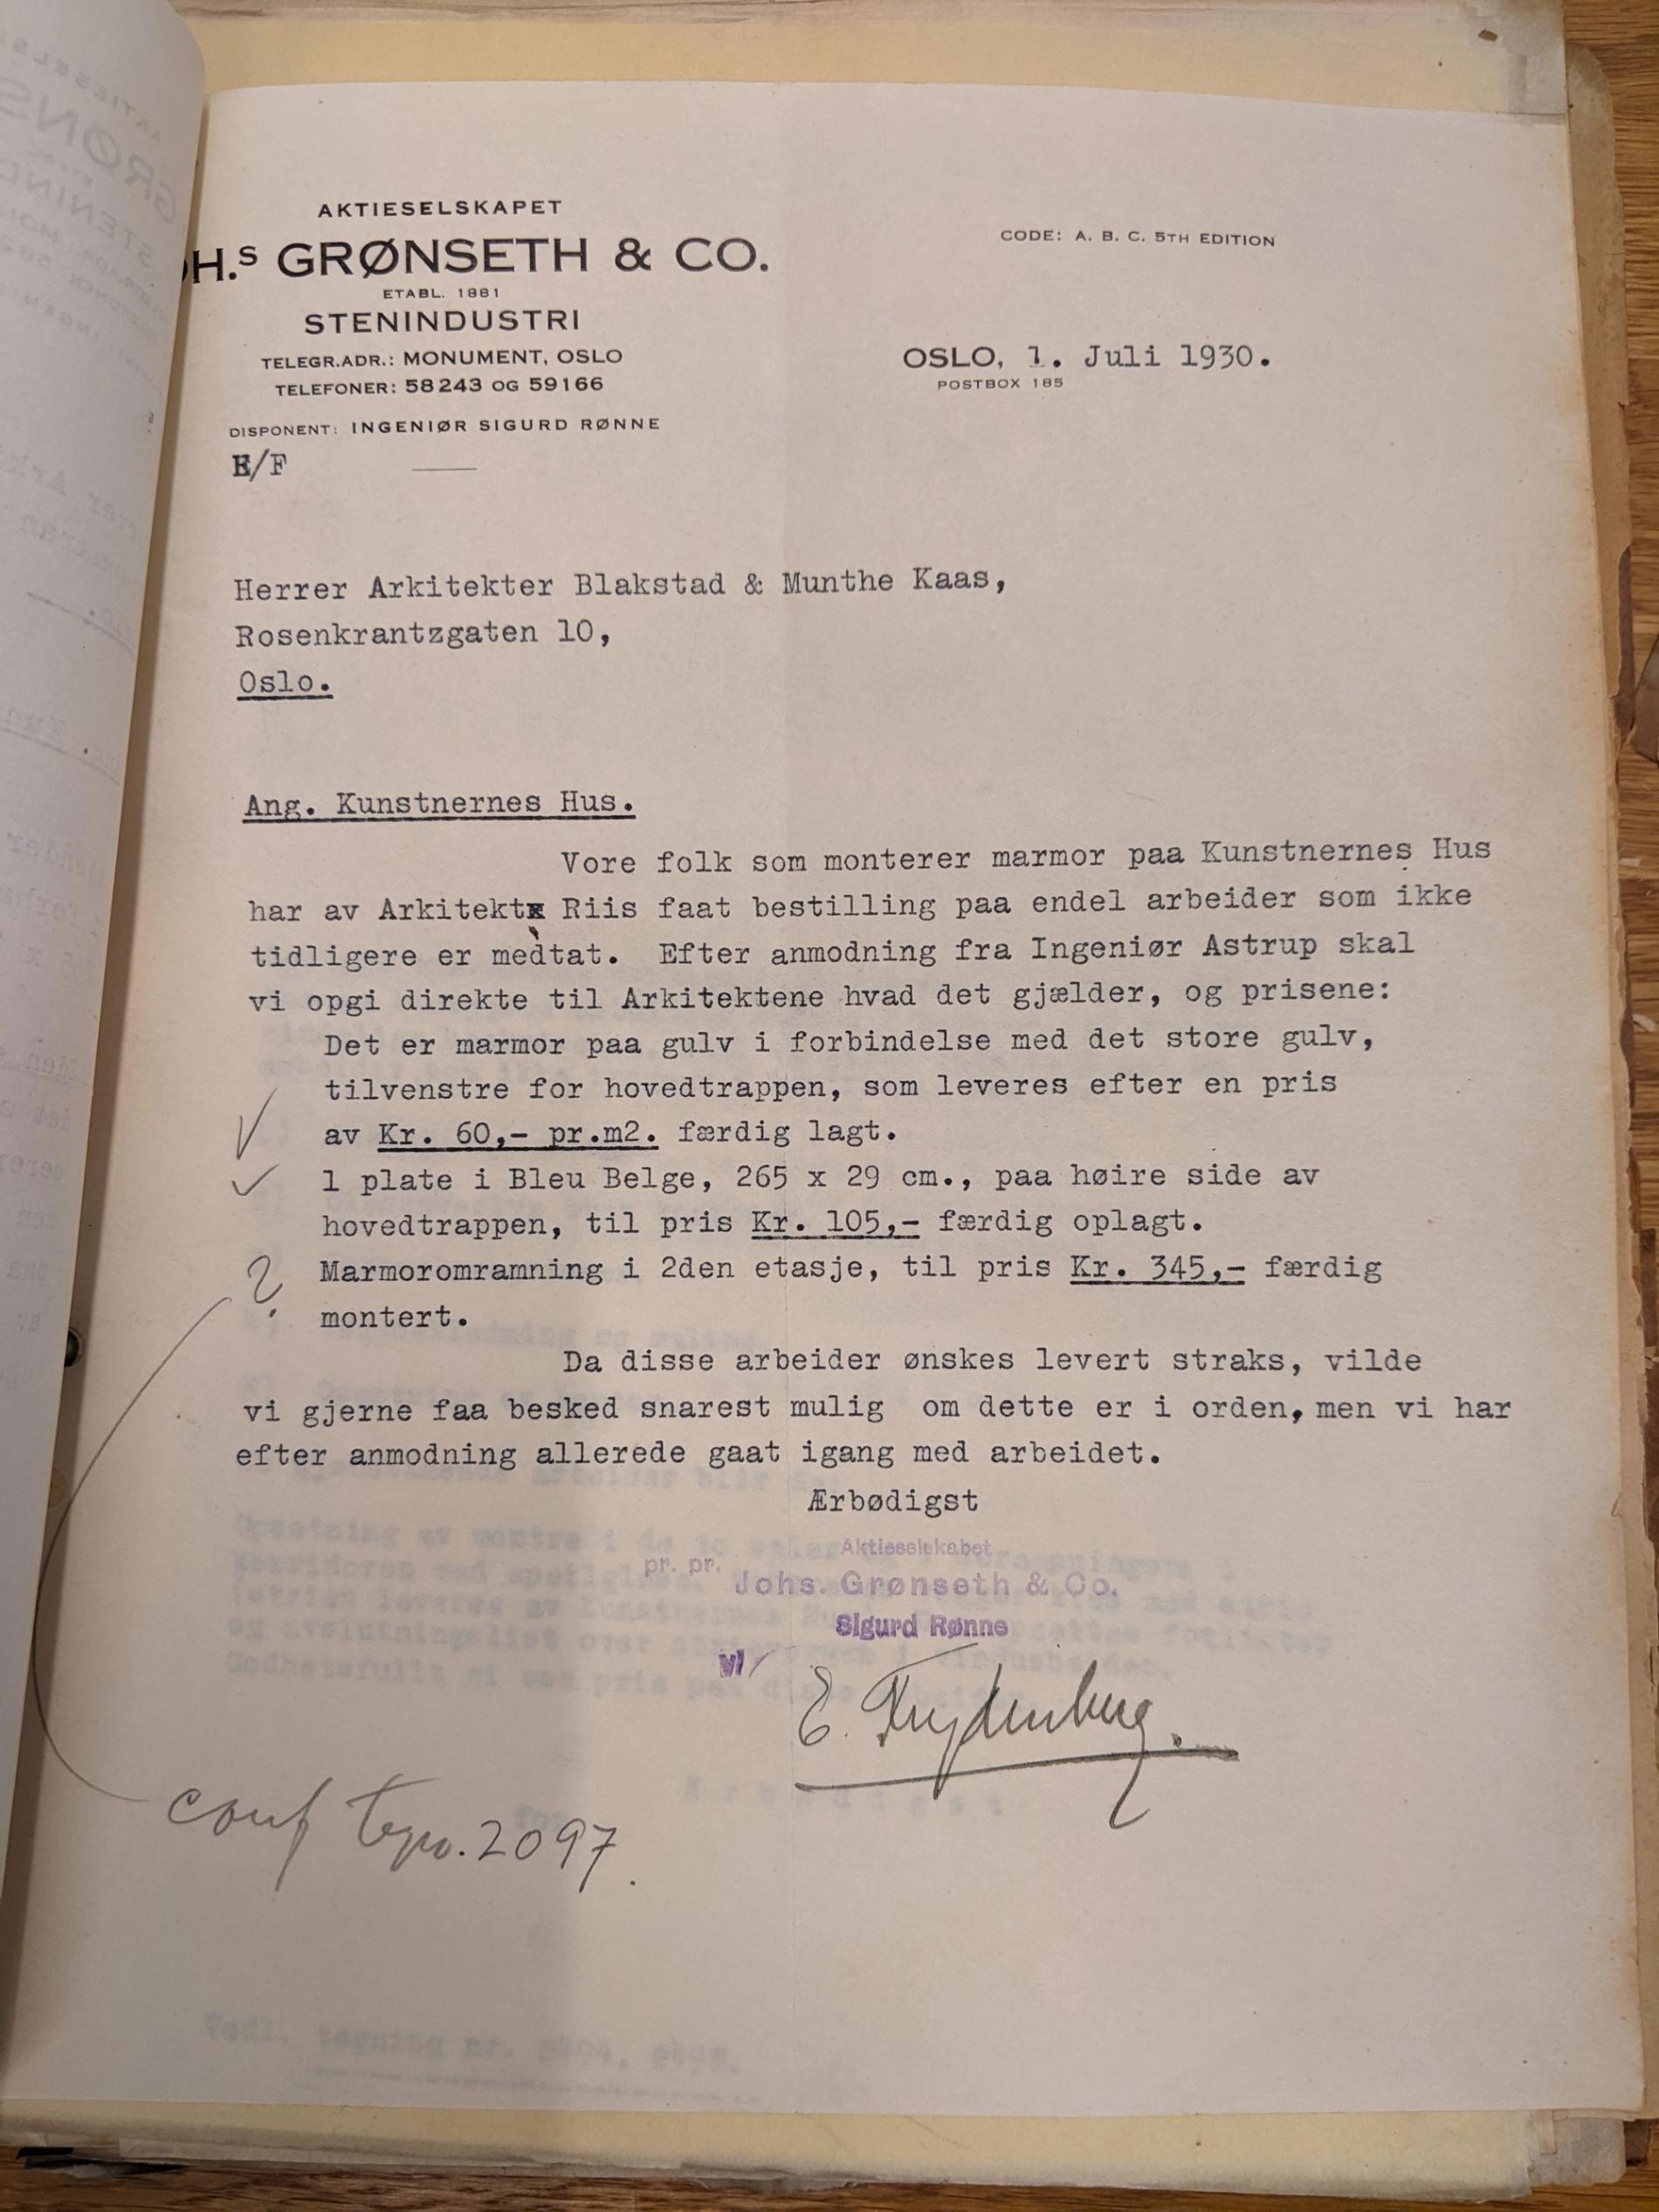 AKTIESELSKAPET
H.S GRØNSETH & CO.
ETABL. 1881
STENINDUSTRI
TELEGR.ADR.: MONUMENT, OSLO
TELEFONER: 58243 OG 59166
DISPONENT: INGENIØR SIGURD RØNNE
E/F
CODE: A. B. C. 5TH EDITION
OSLO, 1. Juli 1930.
POSTBOX 185
Herrer Arkitekter Blakstad & Munthe Kaas,
Rosenkrantzgaten 10,
Oslo.
Ang. Kunstnernes Hus.
Vore folk som monterer marmor paa Kunstnernes Hus
har av Arkitekt Riis faat bestilling paa endel arbeider som ikke
tidligere er medtat. Efter anmodning fra Ingeniør Astrup skal
vi opgi direkte til Arkitektene hvad det gjælder, og prisene:
Det er marmor paa gulv i forbindelse med det store gulv,
tilvenstre for hovedtrappen, som leveres efter en pris
av Kr. 60,- pr.m2. færdig lagt.
1 plate i Bleu Belge, 265 x 29 cm., paa høire side av
hovedtrappen, til pris Kr. 105,- færdig oplagt.
? Marmoromramning i 2den etasje, til pris Kr. 345,- færdig
montert.
Da disse arbeider ønskes levert straks, vilde
vi gjerne faa besked snarest mulig om dette er i orden, men vi har
efter anmodning allerede gaat igang med arbeidet.
Ærbødigst
Aktieselskabet
pr. pr. Johs. Grønseth & Co.
Sigurd Rønne
v/
E. Frydenberg.
conf tegn. 2097.